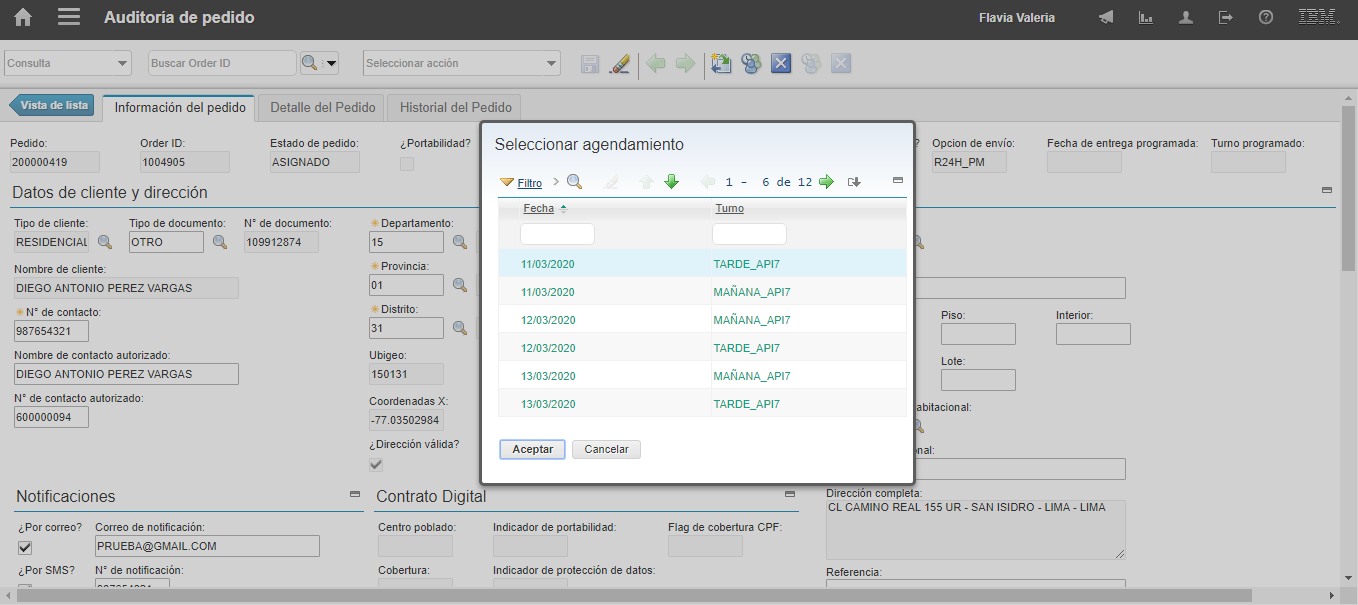 Auditoría de pedido
Flavia Valeria
IBM.
Consulta
Buscar Order ID
Seleccionar acción
Vista de lista
Información del pedido
Detalle del Pedido
Historial del Pedido
Pedido:
Order ID:
Estado de pedido:
¿Portabilidad?
?
Opcion de envío:
Fecha de entrega programada:
Turno programado:
200000419
1004905
ASIGNADO
R24H_PM
Datos de cliente y dirección
Tipo de cliente:
Tipo de documento:
N° de documento:
Departamento:
RESIDENCIAL
OTRO
109912874
15
Nombre de cliente:
Provincia:
DIEGO ANTONIO PEREZ VARGAS
01
N° de contacto:
Distrito:
987654321
31
Nombre de contacto autorizado:
Ubigeo:
DIEGO ANTONIO PEREZ VARGAS
150131
N° de contacto autorizado:
Coordenadas X:
600000094
-77.03502984
¿Dirección válida?
Piso:
Interior:
Lote:
abitacional:
nal:
Seleccionar agendamiento
Filtro
1 - 6 de 12
Fecha
Turno
11/03/2020
TARDE_API7
11/03/2020
MAÑANA_API7
12/03/2020
MAÑANA_API7
12/03/2020
TARDE_API7
13/03/2020
MAÑANA_API7
13/03/2020
TARDE_API7
Aceptar
Cancelar
Notificaciones
Contrato Digital
Dirección completa:
CL CAMINO REAL 155 UR - SAN ISIDRO - LIMA - LIMA
¿Por correo?
Correo de notificación:
Centro poblado:
Indicador de portabilidad:
Flag de cobertura CPF:
PRUEBA@GMAIL.COM
¿Por SMS?
N° de notificación:
Cobertura:
Indicador de protección de datos:
Referencia:
987654321